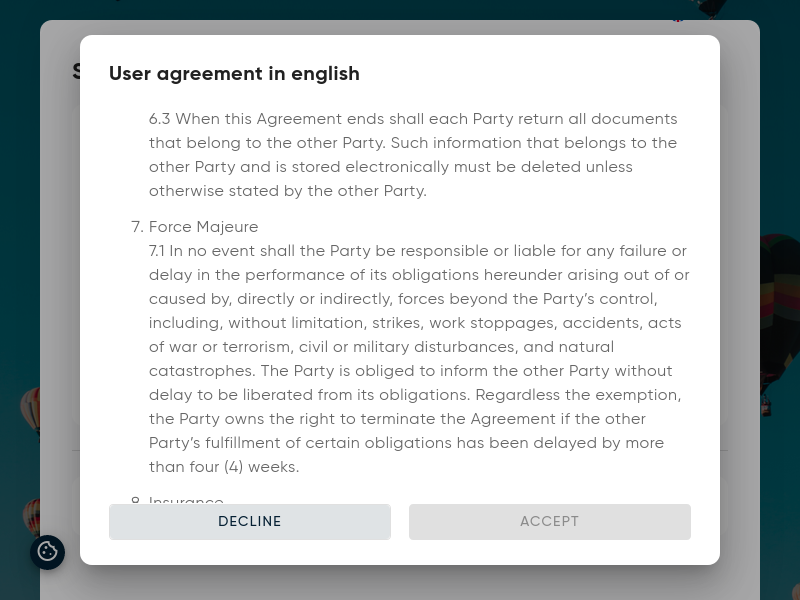 User agreement in english
6.3 When this Agreement ends shall each Party return all documents
that belong to the other Party. Such information that belongs to the
other Party and is stored electronically must be deleted unless
otherwise stated by the other Party.
7. Force Majeure
7.1 In no event shall the Party be responsible or liable for any failure or
delay in the performance of its obligations hereunder arising out of or
caused by, directly or indirectly, forces beyond the Party’s control,
including, without limitation, strikes, work stoppages, accidents, acts
of war or terrorism, civil or military disturbances, and natural
catastrophes. The Party is obliged to inform the other Party without
delay to be liberated from its obligations. Regardless the exemption,
the Party owns the right to terminate the Agreement if the other
Party’s fulfillment of certain obligations has been delayed by more
than four (4) weeks.
8. Insurance
DECLINE
ACCEPT